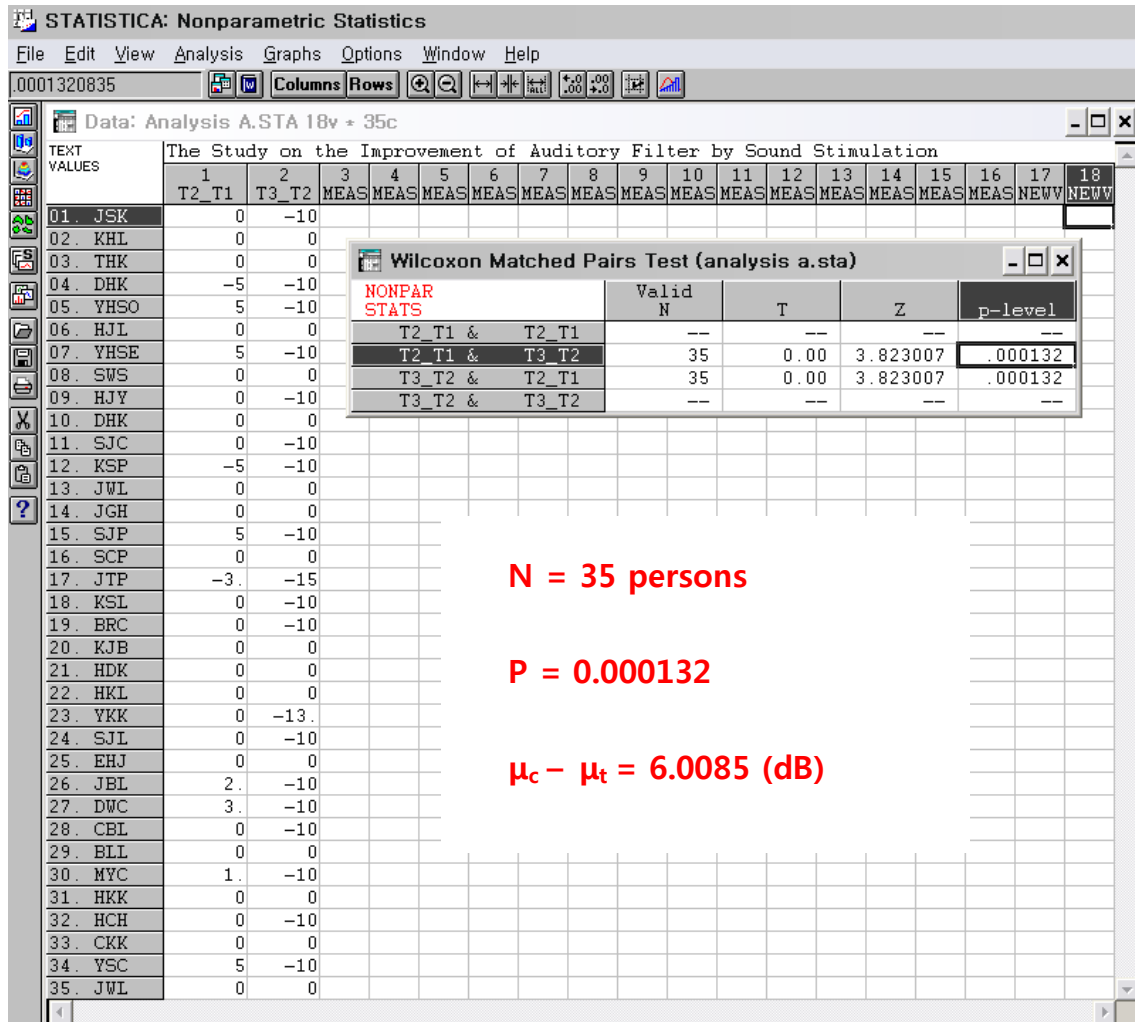 STATISTICA: Nonparametric Statistics
File Edit View Analysis Graphs Options Window Help
.0001320835 Columns Rows
Data: Analysis A.STA 18v * 35c
TEXT VALUES
The Study on the Improvement of Auditory Filter by Sound Stimulation
1 2 3 4 5 6 7 8 9 10 11 12 13 14 15 16 17 18
T2_T1 T3_T2 MEAS MEAS MEAS MEAS MEAS MEAS MEAS MEAS MEAS MEAS MEAS MEAS MEAS MEAS NEWV NEWV
01. JSK 0 -10
02. KHL 0 0
03. THK 0 0
04. DHK -5 -10
05. YHSO 5 -10
06. HJL 0 0
07. YHSE 5 -10
08. SWS 0 0
09. HJY 0 -10
10. DHK 0 0
11. SJC 0 -10
12. KSP -5 -10
13. JWL 0 0
14. JGH 0 0
15. SJP 5 -10
16. SCP 0 0
17. JTP -3. -15
18. KSL 0 -10
19. BRC 0 -10
20. KJB 0 0
21. HDK 0 0
22. HKL 0 0
23. YKK 0 -13.
24. SJL 0 -10
25. EHJ 0 0
26. JBL 2. -10
27. DWC 3. -10
28. CBL 0 -10
29. BLL 0 0
30. MYC 1. -10
31. HKK 0 0
32. HCH 0 -10
33. CKK 0 0
34. YSC 5 -10
35. JWL 0 0
Wilcoxon Matched Pairs Test (analysis a.sta)
NONPAR STATS Valid N T Z p-level
T2_T1 & T2_T1 -- -- -- --
T2_T1 & T3_T2 35 0.00 3.823007 .000132
T3_T2 & T2_T1 35 0.00 3.823007 .000132
T3_T2 & T3_T2 -- -- -- --
N = 35 persons
P = 0.000132
μc – μt = 6.0085 (dB)